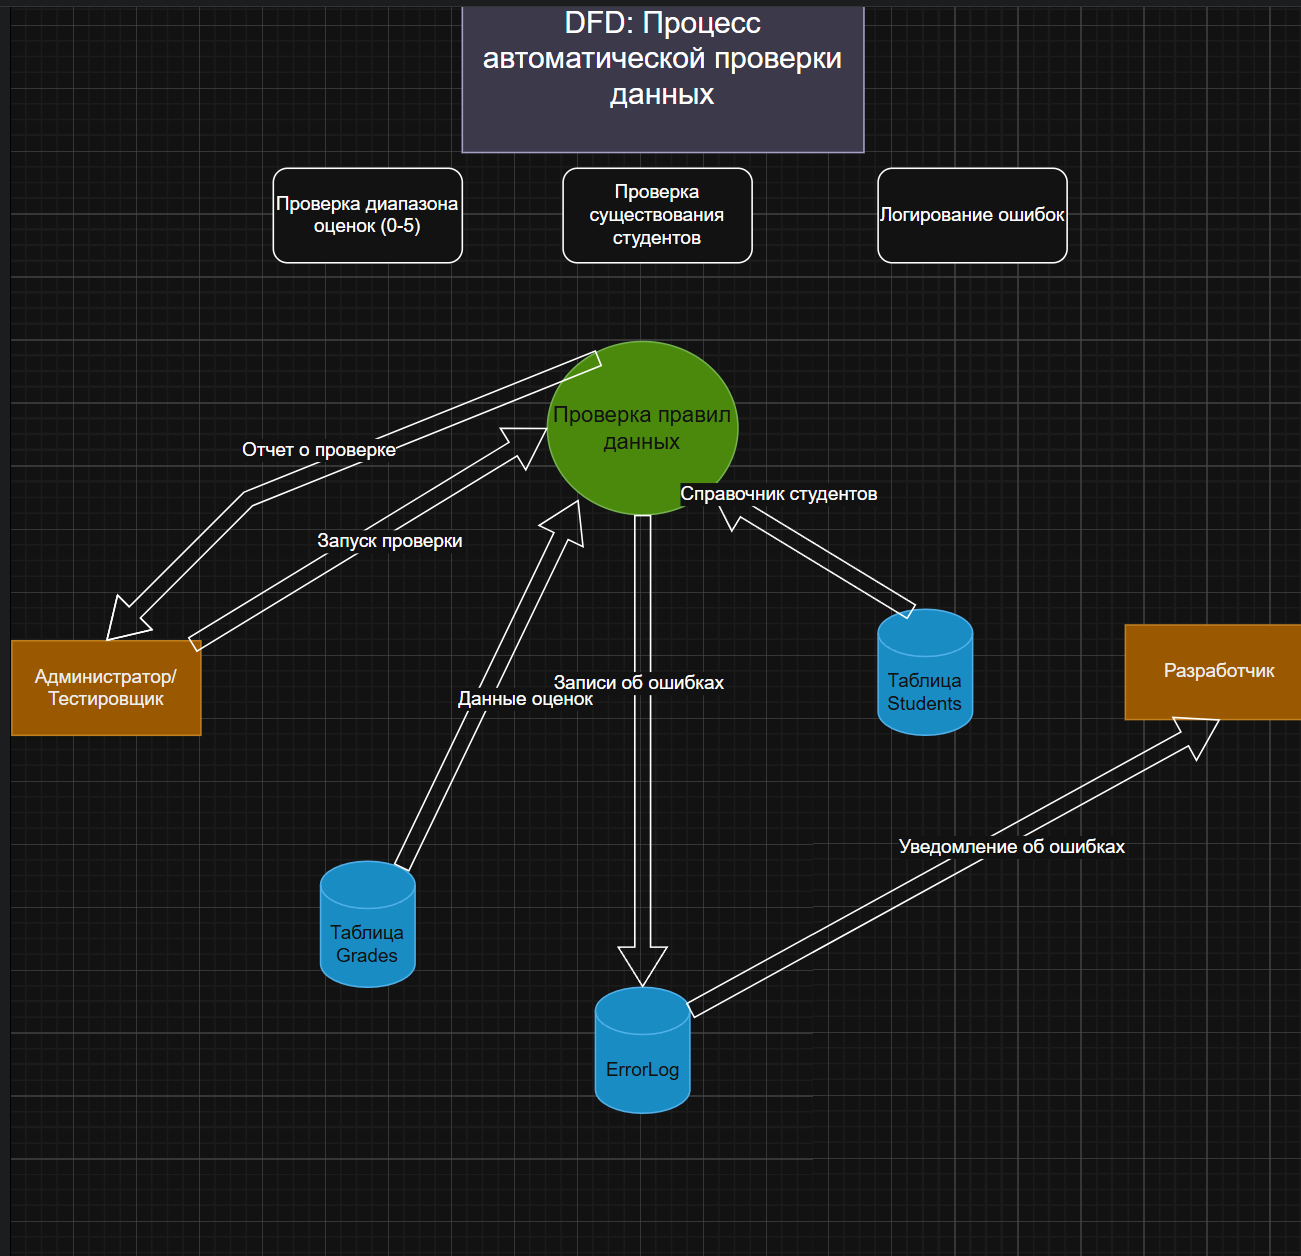 DFD: Процесс
автоматической проверки
данных
Проверка диапазона
оценок (0-5)
Проверка
существования
студентов
Логирование ошибок
Проверка правил
данных
Отчет о проверке
Справочник студентов
Запуск проверки
Администратор/
Тестировщик
Данные оценок
Записи об ошибках
Таблица
Students
Разработчик
Уведомление об ошибках
Таблица
Grades
ErrorLog